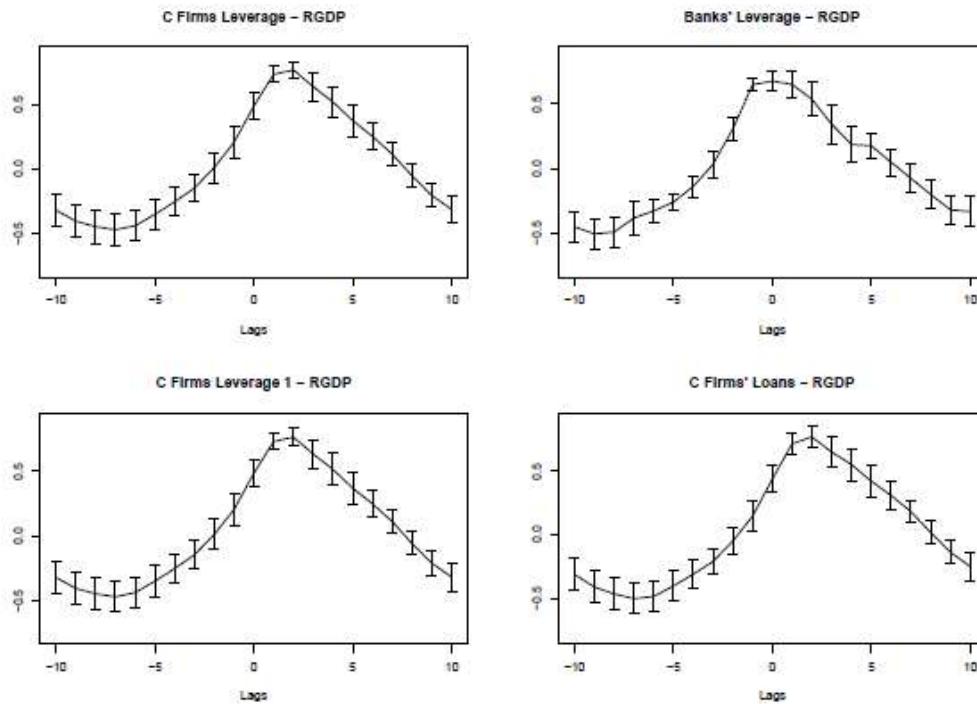 C Firms Leverage – RGDP
0.5
0.0
−0.5
−10 −5 0 5 10
Lags
Banks' Leverage – RGDP
0.5
0.0
−0.5
−10 −5 0 5 10
Lags
C Firms Leverage 1 – RGDP
0.5
0.0
−0.5
−10 −5 0 5 10
Lags
C Firms' Loans – RGDP
0.5
0.0
−0.5
−10 −5 0 5 10
Lags